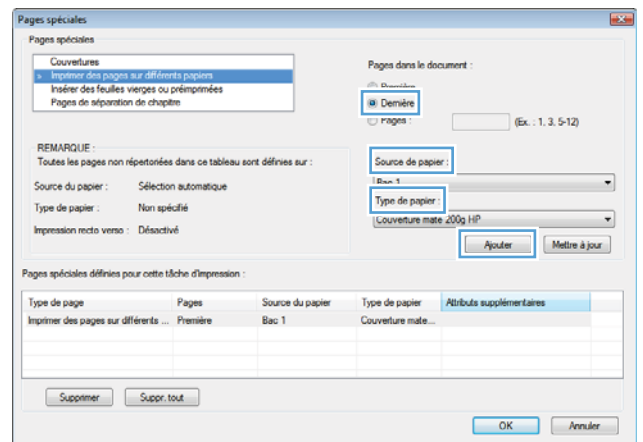 Pages spéciales
Pages spéciales
Couvertures
» Imprimer des pages sur différents papiers
Insérer des feuilles vierges ou préimprimées
Pages de séparation de chapitre
Pages dans le document :
Première
Dernière
Pages :
(Ex. : 1, 3, 5-12)
REMARQUE :
Toutes les pages non répertoriées dans ce tableau sont définies sur :
Source du papier : Sélection automatique
Type de papier : Non spécifié
Impression recto verso : Désactivé
Source de papier :
Bac 1
Type de papier :
Couverture mate 200g HP
Ajouter Mettre à jour
Pages spéciales définies pour cette tâche d'impression :
Type de page Pages Source du papier Type de papier Attributs supplémentaires
Imprimer des pages sur différents ... Première Bac 1 Couverture mate...
Supprimer Suppr. tout
OK Annuler